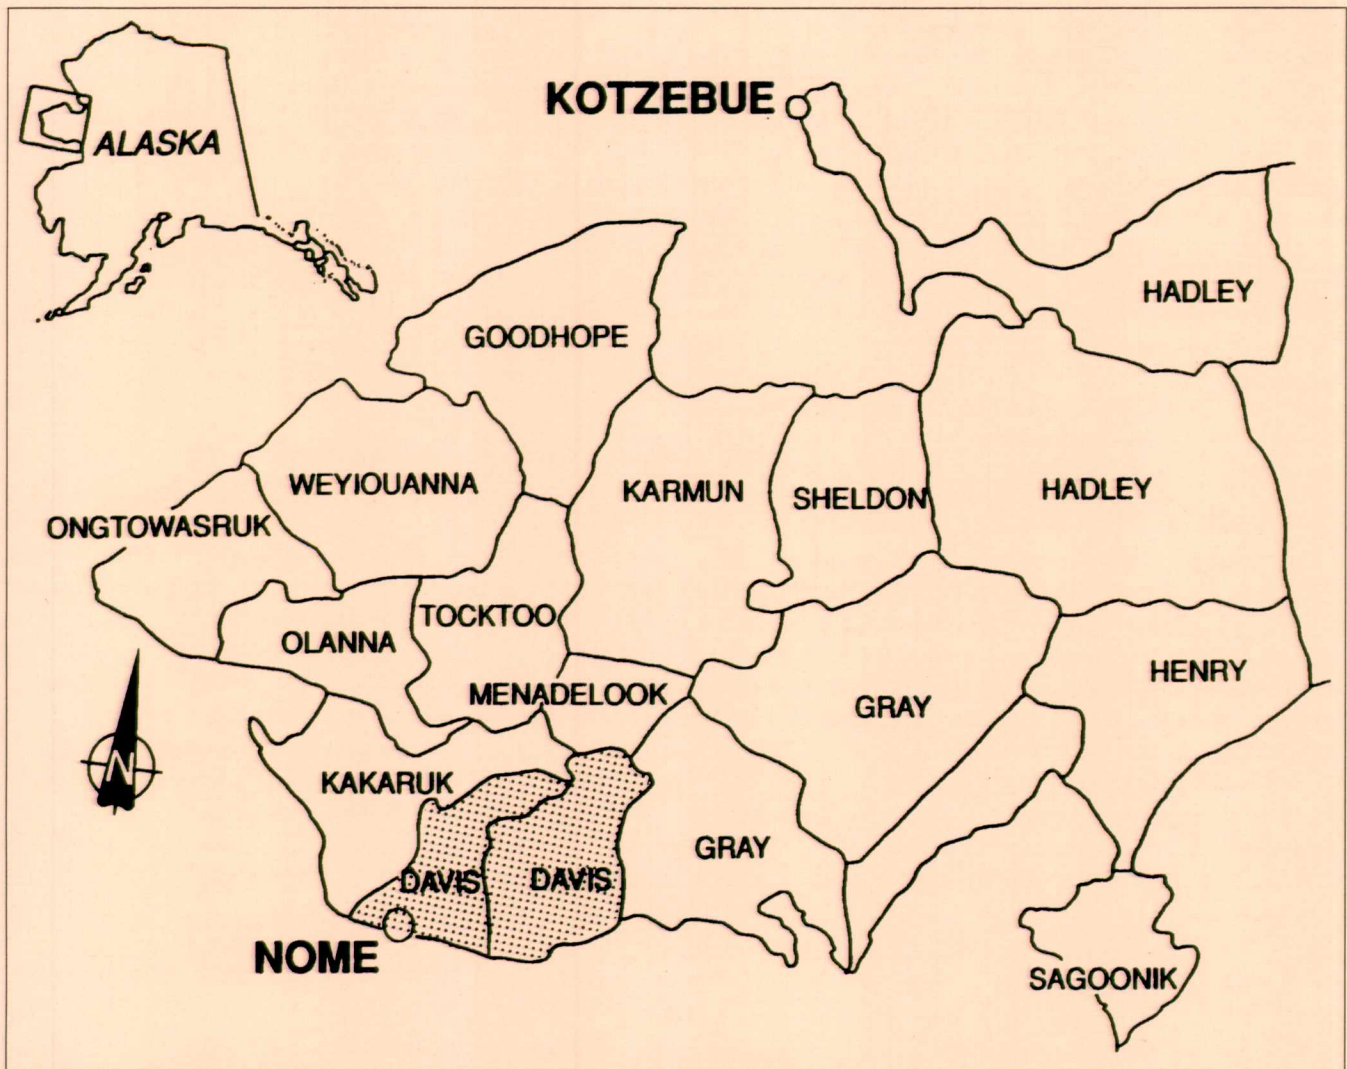 KOTZEBUE
ALASKA
HADLEY
GOODHOPE
WEYIOUANNA
KARMUN
SHELDON
HADLEY
ONGTOWASRUK
TOCKTOO
OLANNA
MENADELOOK
HENRY
GRAY
N
KAKARUK
GRAY
DAVIS
DAVIS
NOME
SAGOONIK